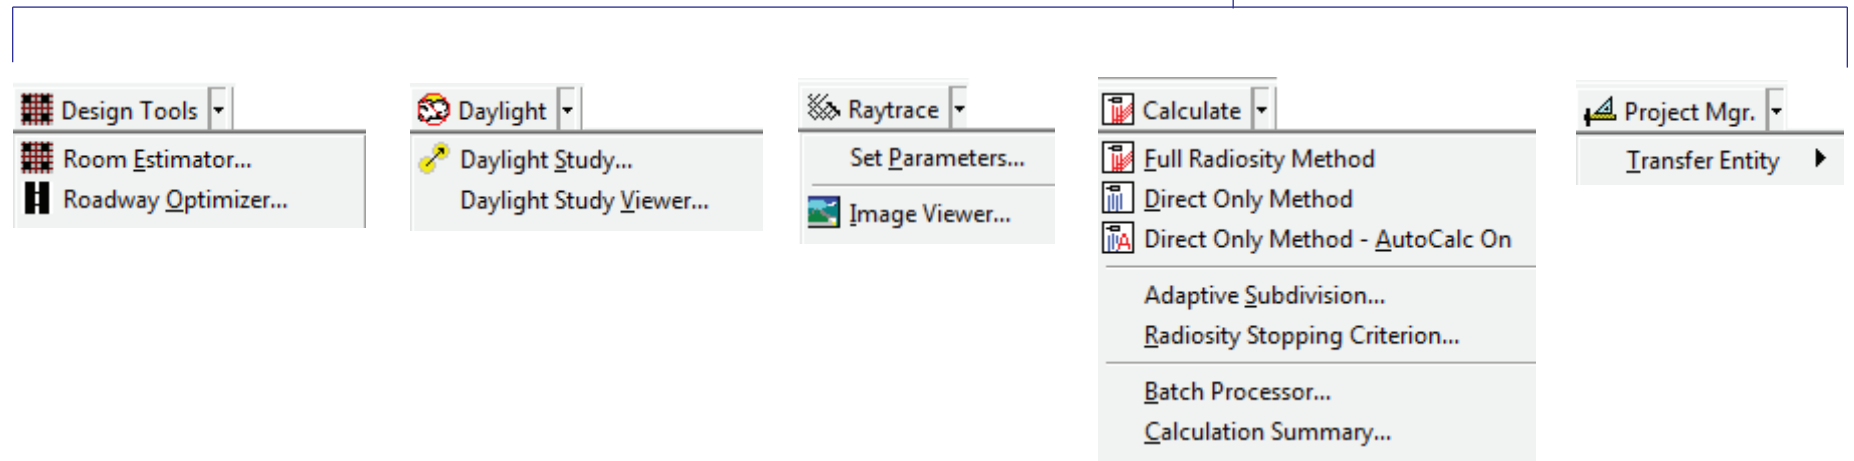 Design Tools
Room Estimator...
Roadway Optimizer...
Daylight
Daylight Study...
Daylight Study Viewer...
Raytrace
Set Parameters...
Image Viewer...
Calculate
Full Radiosity Method
Direct Only Method
Direct Only Method - AutoCalc On
Adaptive Subdivision...
Radiosity Stopping Criterion...
Batch Processor...
Calculation Summary...
Project Mgr.
Transfer Entity